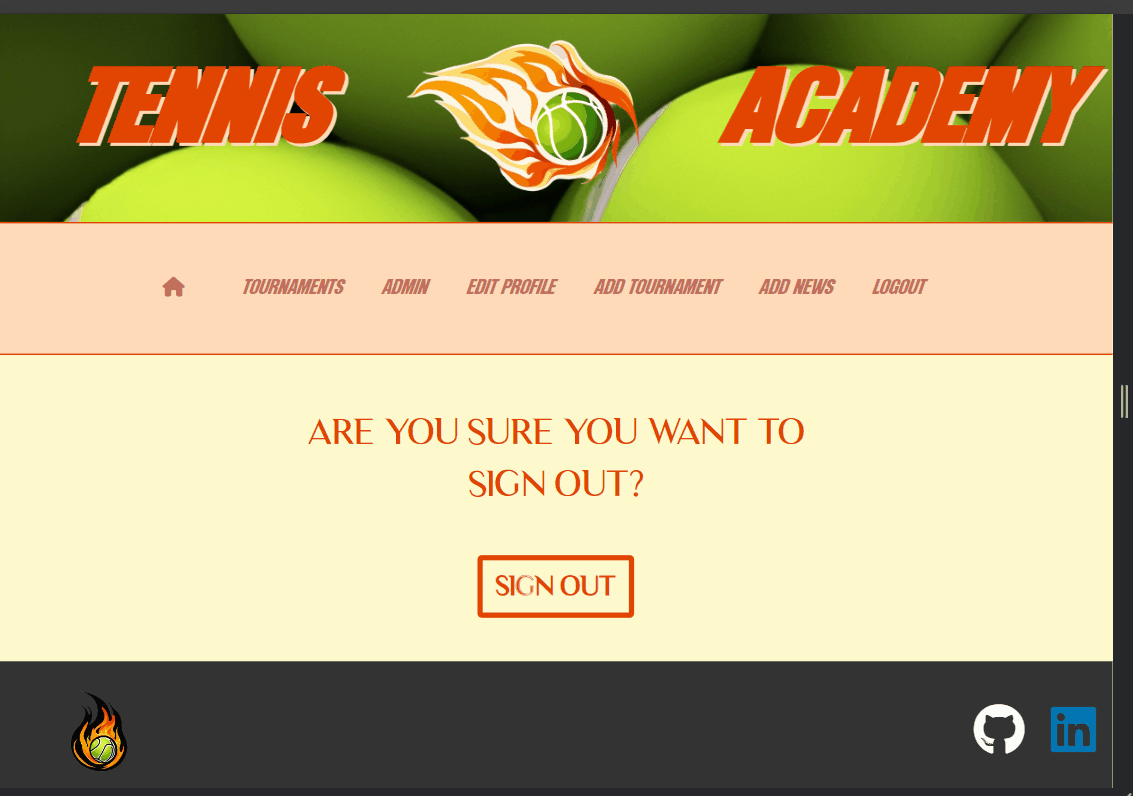 TENNIS ACADEMY
TOURNAMENTS ADMIN EDIT PROFILE ADD TOURNAMENT ADD NEWS LOGOUT
ARE YOU SURE YOU WANT TO
SIGN OUT?
SIGN OUT
in